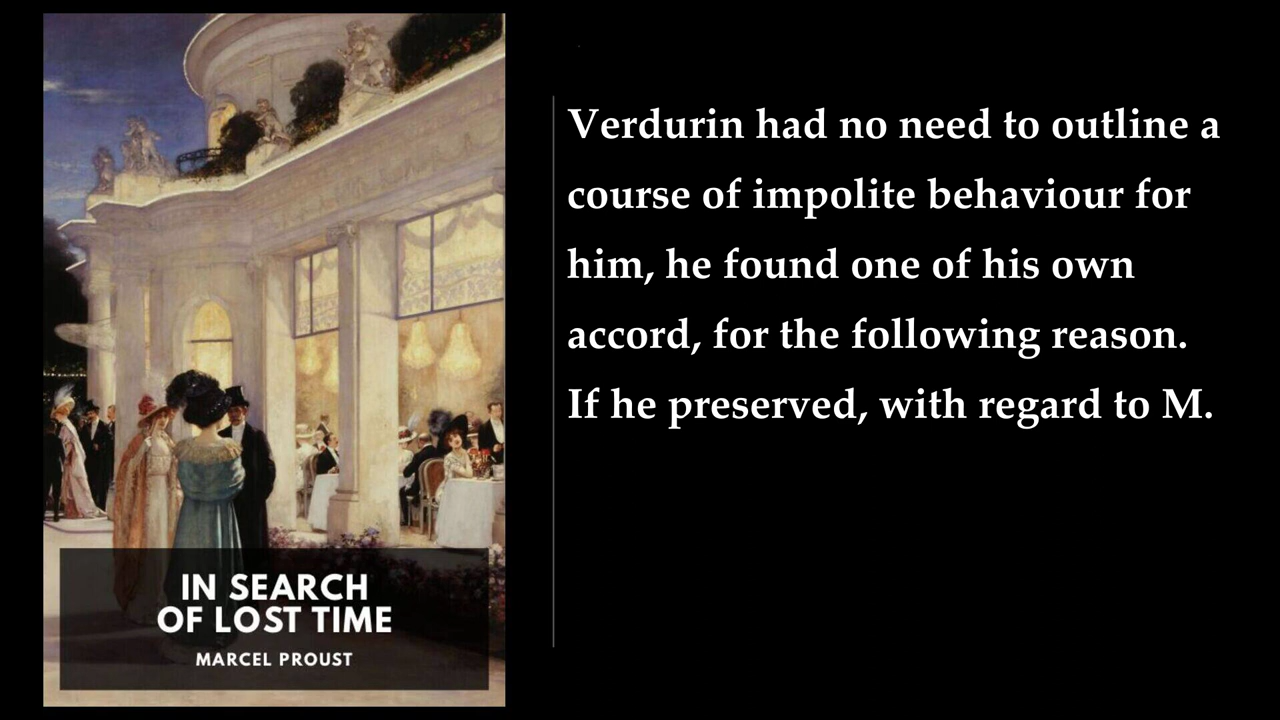 IN SEARCH
OF LOST TIME
MARCEL PROUST
Verdurin had no need to outline a
course of impolite behaviour for
him, he found one of his own
accord, for the following reason.
If he preserved, with regard to M.